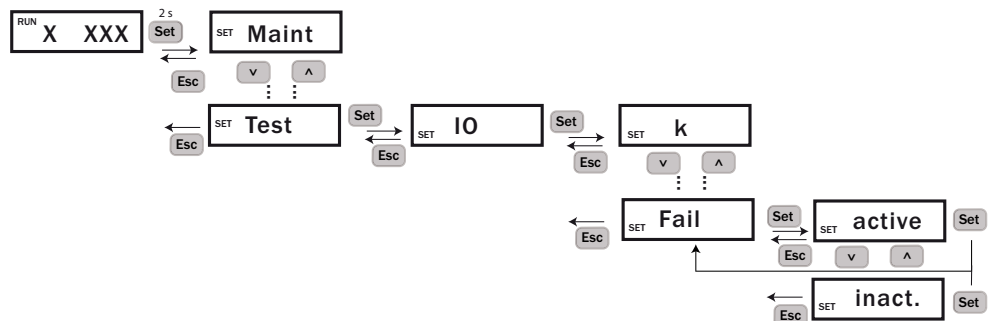 2 s
RUN X XXX Set SET Maint
Esc v ʌ
SET Test Set SET IO Set SET k
Esc Esc Esc v ʌ
SET Fail Set SET active Set
Esc Esc v ʌ
SET inact. Set
Esc